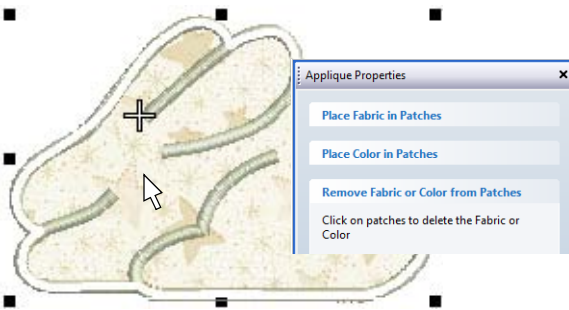 Applique Properties
Place Fabric in Patches
Place Color in Patches
Remove Fabric or Color from Patches
Click on patches to delete the Fabric or
Color